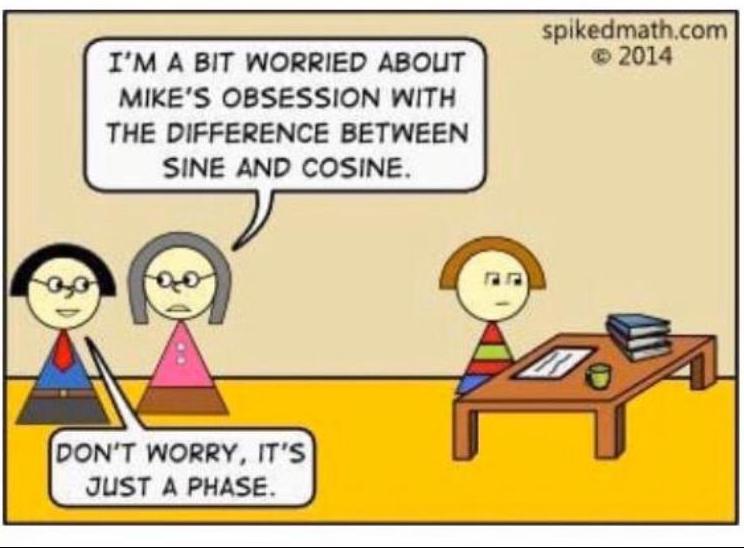 spikedmath.com
© 2014
I'M A BIT WORRIED ABOUT
MIKE'S OBSESSION WITH
THE DIFFERENCE BETWEEN
SINE AND COSINE.
DON'T WORRY, IT'S
JUST A PHASE.